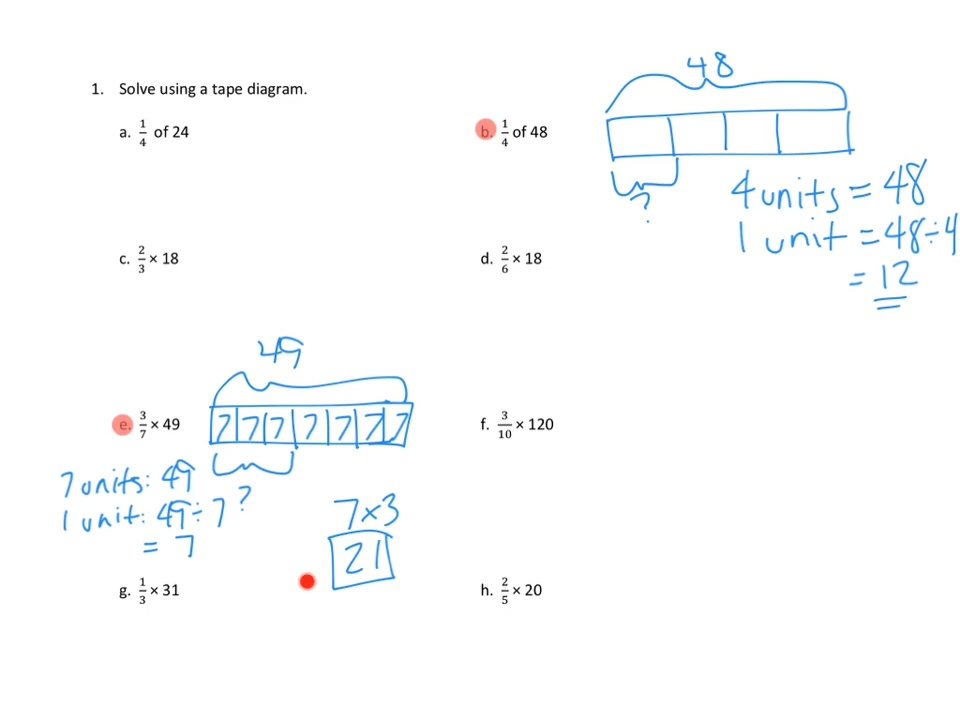 1. Solve using a tape diagram.
a. 1/4 of 24
b. 1/4 of 48
48
?
4 units = 48
1 unit = 48÷4
= 12
c. 2/3 × 18
d. 2/6 × 18
49
e. 3/7 × 49
7 7 7 7 7 7 7
?
7 units: 49
1 unit: 49÷7
= 7
7×3
21
f. 3/10 × 120
g. 1/3 × 31
h. 2/5 × 20